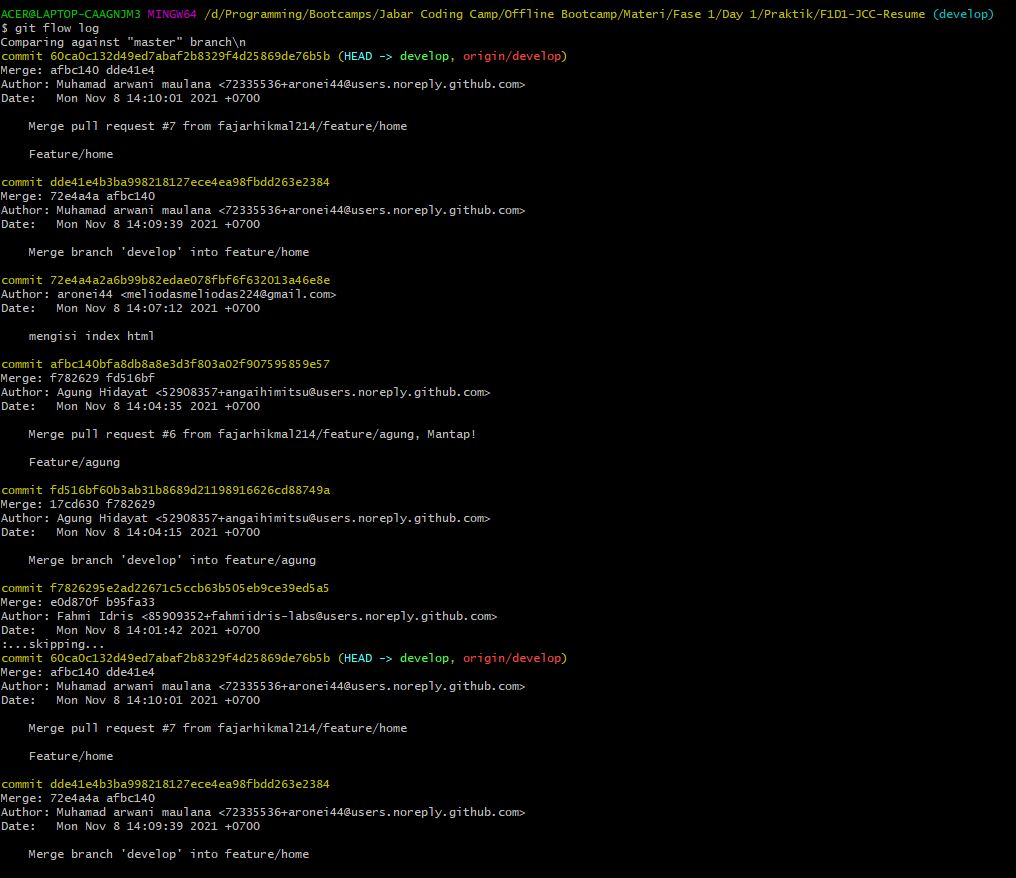 ACER@LAPTOP-CAAGNJM3 MINGW64 /d/Programming/Bootcamps/Jabar Coding Camp/Offline Bootcamp/Materi/Fase 1/Day 1/Praktik/F1D1-JCC-Resume (develop)
$ git flow log
Comparing against "master" branch\n
commit 60ca0c132d49ed7abaf2b8329f4d25869de76b5b (HEAD -> develop, origin/develop)
Merge: afbc140 dde41e4
Author: Muhamad arwani maulana <72335536+aronei44@users.noreply.github.com>
Date:   Mon Nov 8 14:10:01 2021 +0700
    Merge pull request #7 from fajarhikmal214/feature/home
    Feature/home
commit dde41e4b3ba998218127ece4ea98fbdd263e2384
Merge: 72e4a4a afbc140
Author: Muhamad arwani maulana <72335536+aronei44@users.noreply.github.com>
Date:   Mon Nov 8 14:09:39 2021 +0700
    Merge branch 'develop' into feature/home
commit 72e4a4a2a6b99b82edae078fbf6f632013a46e8e
Author: aronei44 <meliodasmeliodas224@gmail.com>
Date:   Mon Nov 8 14:07:12 2021 +0700
    mengisi index html
commit afbc140bfa8db8a8e3d3f803a02f907595859e57
Merge: f782629 fd516bf
Author: Agung Hidayat <52908357+angaihimitsu@users.noreply.github.com>
Date:   Mon Nov 8 14:04:35 2021 +0700
    Merge pull request #6 from fajarhikmal214/feature/agung, Mantap!
    Feature/agung
commit fd516bf60b3ab31b8689d21198916626cd88749a
Merge: 17cd630 f782629
Author: Agung Hidayat <52908357+angaihimitsu@users.noreply.github.com>
Date:   Mon Nov 8 14:04:15 2021 +0700
    Merge branch 'develop' into feature/agung
commit f7826295e2ad22671c5ccb63b505eb9ce39ed5a5
Merge: e0d870f b95fa33
Author: Fahmi Idris <85909352+fahmiidris-labs@users.noreply.github.com>
Date:   Mon Nov 8 14:01:42 2021 +0700
:...skipping...
commit 60ca0c132d49ed7abaf2b8329f4d25869de76b5b (HEAD -> develop, origin/develop)
Merge: afbc140 dde41e4
Author: Muhamad arwani maulana <72335536+aronei44@users.noreply.github.com>
Date:   Mon Nov 8 14:10:01 2021 +0700
    Merge pull request #7 from fajarhikmal214/feature/home
    Feature/home
commit dde41e4b3ba998218127ece4ea98fbdd263e2384
Merge: 72e4a4a afbc140
Author: Muhamad arwani maulana <72335536+aronei44@users.noreply.github.com>
Date:   Mon Nov 8 14:09:39 2021 +0700
    Merge branch 'develop' into feature/home